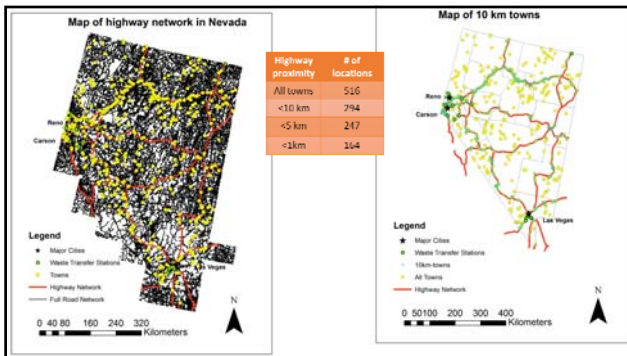 Map of highway network in Nevada
Reno
Carson
Las Vegas
Legend
Major Cities
Waste Transfer Stations
Towns
Highway Network
Full Road Network
N
0 40 80 160 240 320
Kilometers
Highway proximity # of locations
All towns 516
<10 km 294
<5 km 247
<1km 164
Map of 10 km towns
Reno
Carson
Las Vegas
Legend
Major Cities
Waste Transfer Stations
10km-towns
All Towns
Highway Network
N
0 50 100 200 300 400
Kilometers